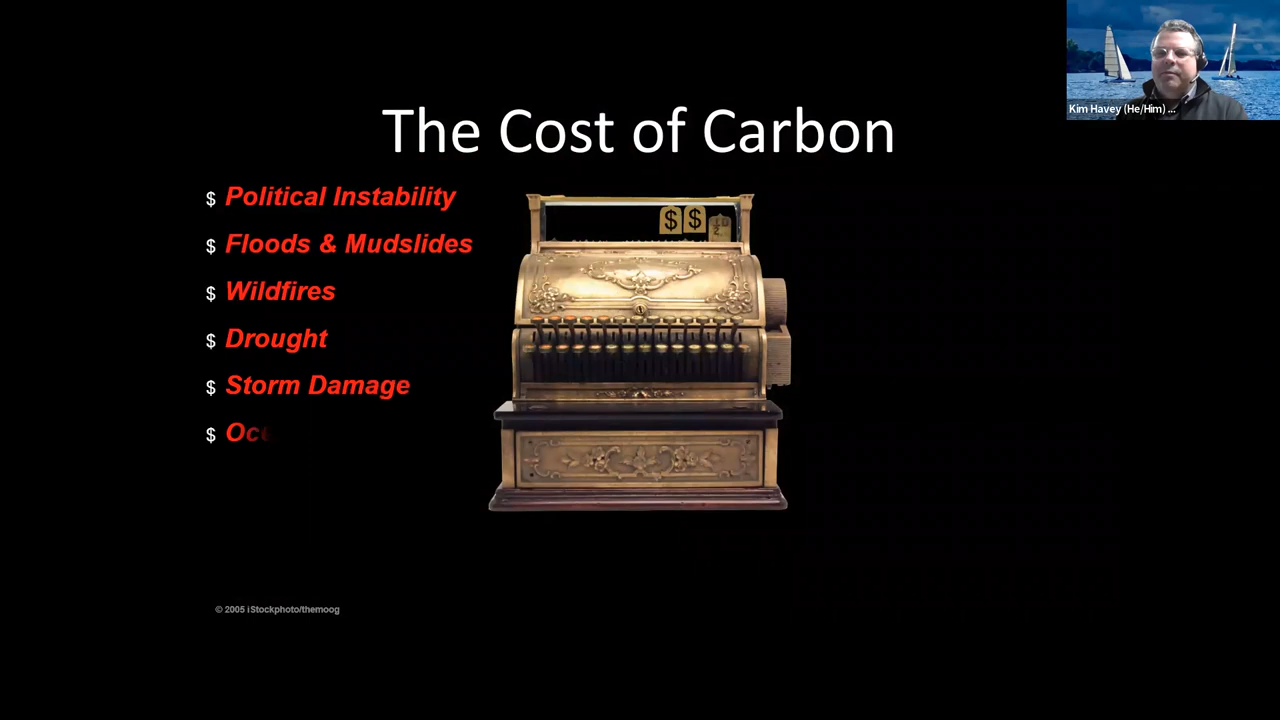 Kim Havey (He/Him) ...
The Cost of Carbon
$ Political Instability
$ Floods & Mudslides
$ Wildfires
$ Drought
$ Storm Damage
$ Oce
$ $
© 2005 iStockphoto/themoog